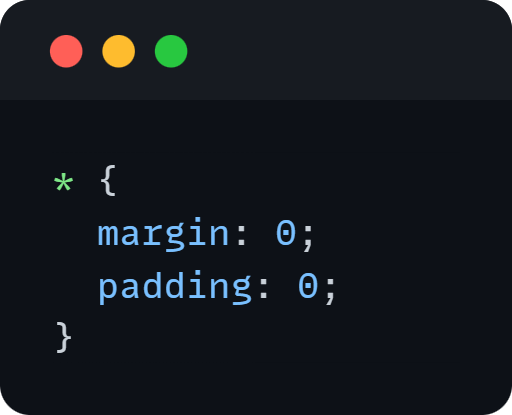 * {
  margin: 0;
  padding: 0;
}